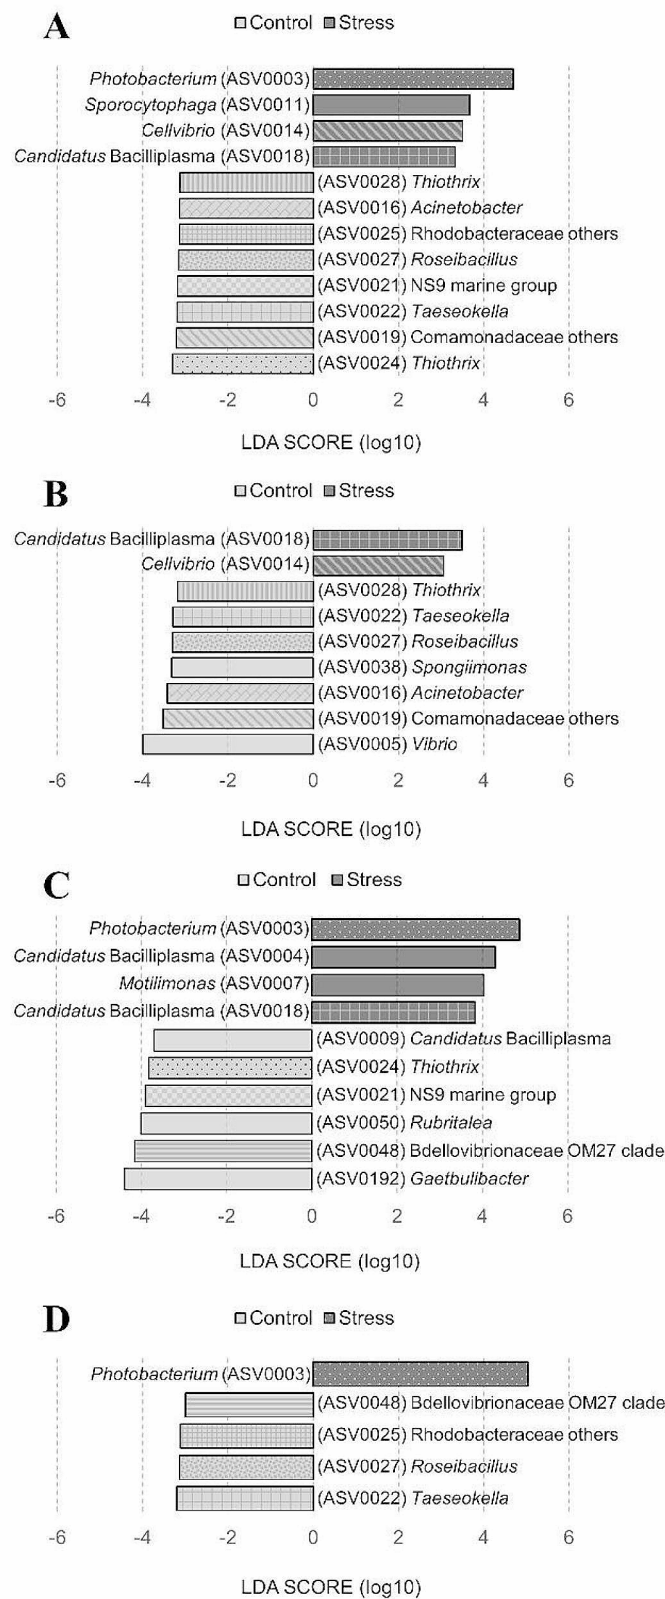 A
Control Stress
Photobacterium (ASV0003)
Sporocytophaga (ASV0011)
Cellvibrio (ASV0014)
Candidatus Bacilliplasma (ASV0018)
(ASV0028) Thiothrix
(ASV0016) Acinetobacter
(ASV0025) Rhodobacteraceae others
(ASV0027) Roseibacillus
(ASV0021) NS9 marine group
(ASV0022) Taeseokella
(ASV0019) Comamonadaceae others
(ASV0024) Thiothrix
-6 -4 -2 0 2 4 6
LDA SCORE (log10)
B
Control Stress
Candidatus Bacilliplasma (ASV0018)
Cellvibrio (ASV0014)
(ASV0028) Thiothrix
(ASV0022) Taeseokella
(ASV0027) Roseibacillus
(ASV0038) Spongiimonas
(ASV0016) Acinetobacter
(ASV0019) Comamonadaceae others
(ASV0005) Vibrio
-6 -4 -2 0 2 4 6
LDA SCORE (log10)
C
Control Stress
Photobacterium (ASV0003)
Candidatus Bacilliplasma (ASV0004)
Motilimonas (ASV0007)
Candidatus Bacilliplasma (ASV0018)
(ASV0009) Candidatus Bacilliplasma
(ASV0024) Thiothrix
(ASV0021) NS9 marine group
(ASV0050) Rubritalea
(ASV0048) Bdellovibrionaceae OM27 clade
(ASV0192) Gaetbulibacter
-6 -4 -2 0 2 4 6
LDA SCORE (log10)
D
Control Stress
Photobacterium (ASV0003)
(ASV0048) Bdellovibrionaceae OM27 clade
(ASV0025) Rhodobacteraceae others
(ASV0027) Roseibacillus
(ASV0022) Taeseokella
-6 -4 -2 0 2 4 6
LDA SCORE (log10)